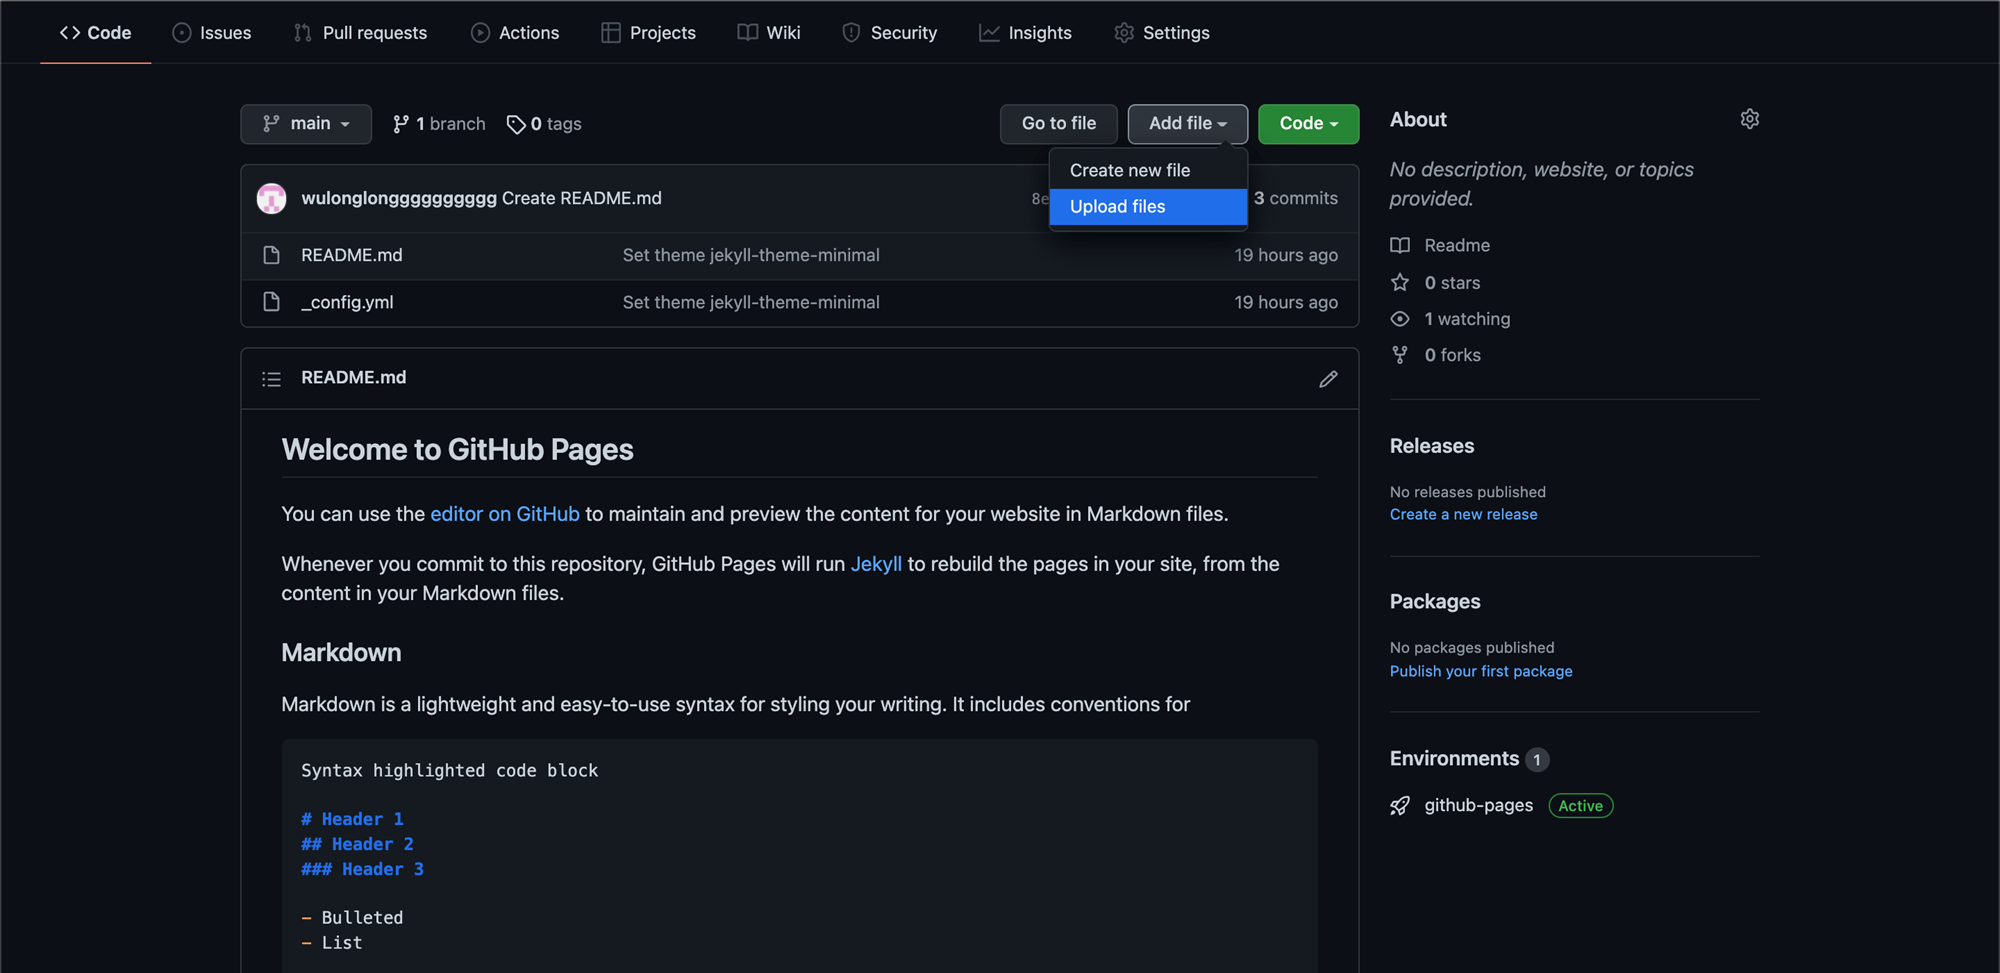 Code Issues Pull requests Actions Projects Wiki Security Insights Settings
main 1 branch 0 tags Go to file Add file Code
Create new file
Upload files
wulonglonggggggggggg Create README.md 8e 3 commits
README.md Set theme jekyll-theme-minimal 19 hours ago
_config.yml Set theme jekyll-theme-minimal 19 hours ago
README.md
Welcome to GitHub Pages
You can use the editor on GitHub to maintain and preview the content for your website in Markdown files.
Whenever you commit to this repository, GitHub Pages will run Jekyll to rebuild the pages in your site, from the
content in your Markdown files.
Markdown
Markdown is a lightweight and easy-to-use syntax for styling your writing. It includes conventions for
Syntax highlighted code block
# Header 1
## Header 2
### Header 3
- Bulleted
- List
About
No description, website, or topics
provided.
Readme
0 stars
1 watching
0 forks
Releases
No releases published
Create a new release
Packages
No packages published
Publish your first package
Environments 1
github-pages Active